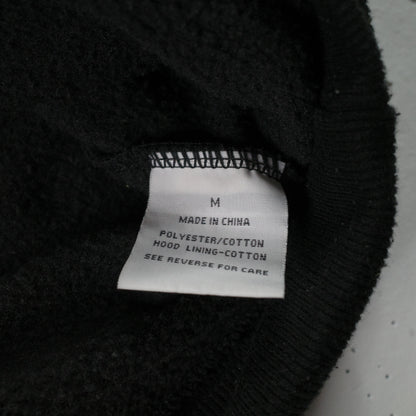 M
MADE IN CHINA
POLYESTER/COTTON
HOOD LINING-COTTON
SEE REVERSE FOR CARE